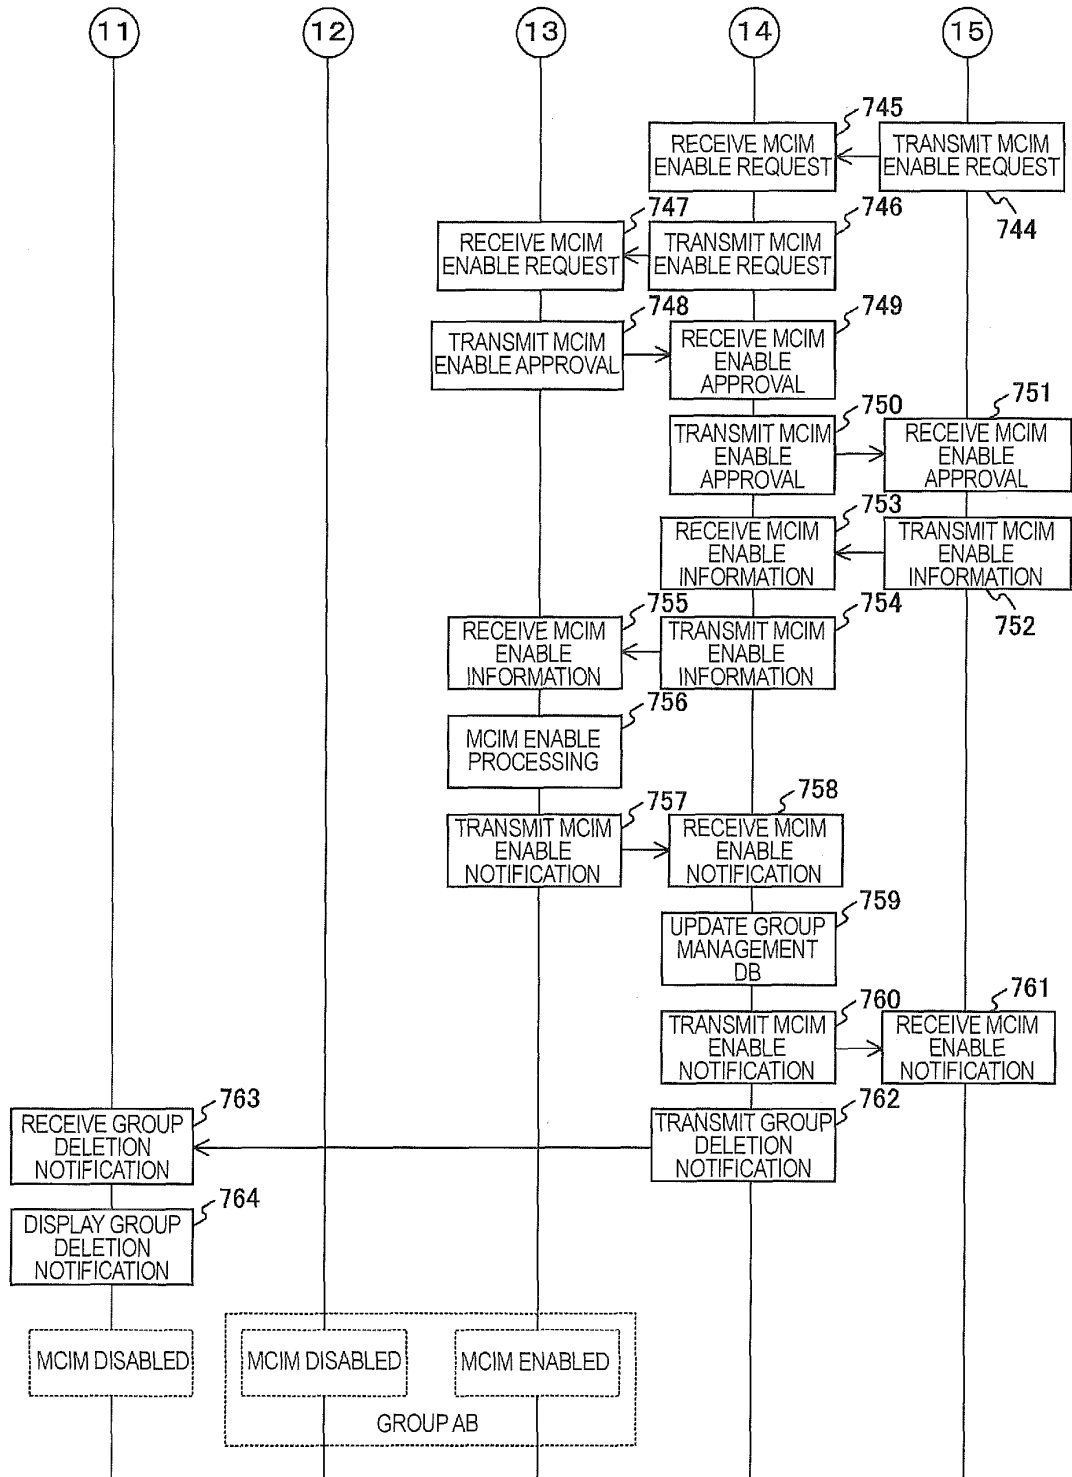 11
12
13
14
15
745
RECEIVE MCIM
ENABLE REQUEST
TRANSMIT MCIM
ENABLE REQUEST
744
747
RECEIVE MCIM
ENABLE REQUEST
746
TRANSMIT MCIM
ENABLE REQUEST
748
TRANSMIT MCIM
ENABLE APPROVAL
749
RECEIVE MCIM
ENABLE
APPROVAL
750
TRANSMIT MCIM
ENABLE
APPROVAL
751
RECEIVE MCIM
ENABLE
APPROVAL
753
RECEIVE MCIM
ENABLE
INFORMATION
TRANSMIT MCIM
ENABLE
INFORMATION
752
755
RECEIVE MCIM
ENABLE
INFORMATION
754
TRANSMIT MCIM
ENABLE
INFORMATION
756
MCIM ENABLE
PROCESSING
757
TRANSMIT MCIM
ENABLE
NOTIFICATION
758
RECEIVE MCIM
ENABLE
NOTIFICATION
759
UPDATE GROUP
MANAGEMENT
DB
760
TRANSMIT MCIM
ENABLE
NOTIFICATION
761
RECEIVE MCIM
ENABLE
NOTIFICATION
763
RECEIVE GROUP
DELETION
NOTIFICATION
762
TRANSMIT GROUP
DELETION
NOTIFICATION
764
DISPLAY GROUP
DELETION
NOTIFICATION
MCIM DISABLED
MCIM DISABLED
MCIM ENABLED
GROUP AB